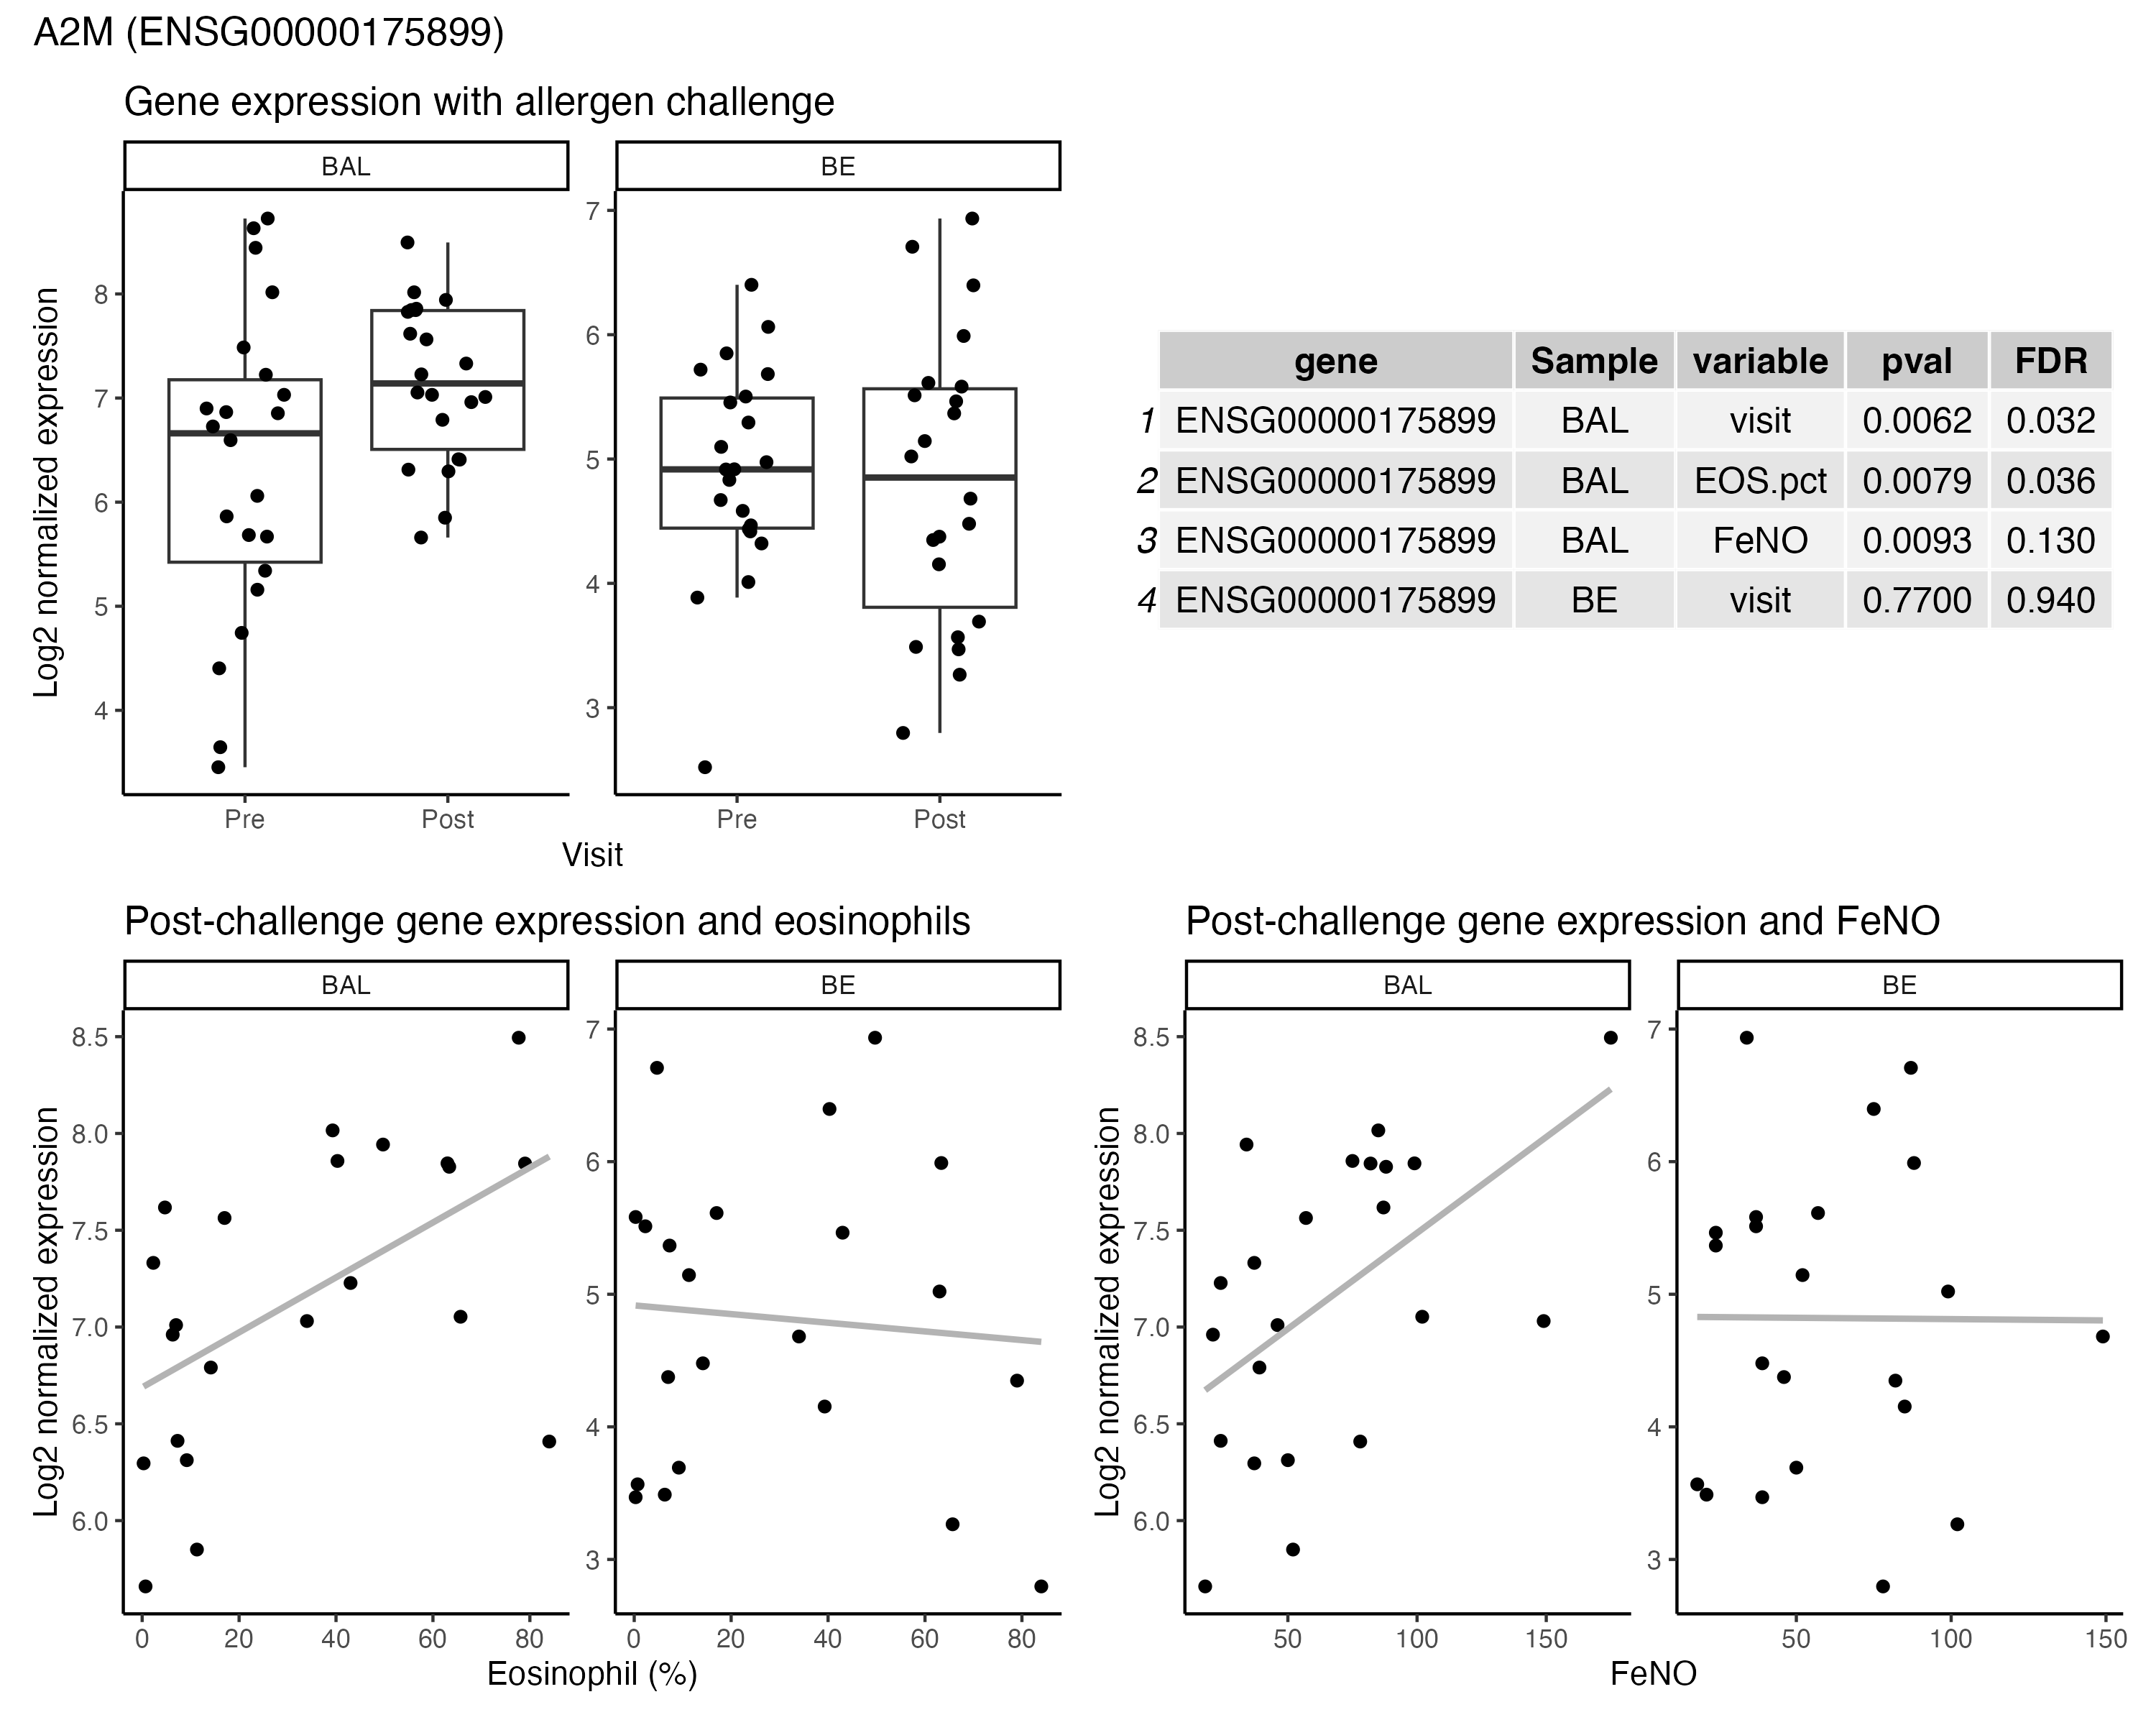 A2M (ENSG00000175899)
Gene expression with allergen challenge
BAL
BE
Log2 normalized expression
8
7
6
5
4
7
6
5
4
3
Pre
Post
Pre
Post
Visit
gene Sample variable pval FDR
1 ENSG00000175899 BAL visit 0.0062 0.032
2 ENSG00000175899 BAL EOS.pct 0.0079 0.036
3 ENSG00000175899 BAL FeNO 0.0093 0.130
4 ENSG00000175899 BE visit 0.7700 0.940
Post-challenge gene expression and eosinophils
BAL
BE
Log2 normalized expression
8.5
8.0
7.5
7.0
6.5
6.0
7
6
5
4
3
0 20 40 60 80
0 20 40 60 80
Eosinophil (%)
Post-challenge gene expression and FeNO
BAL
BE
Log2 normalized expression
8.5
8.0
7.5
7.0
6.5
6.0
7
6
5
4
3
50 100 150
50 100 150
FeNO